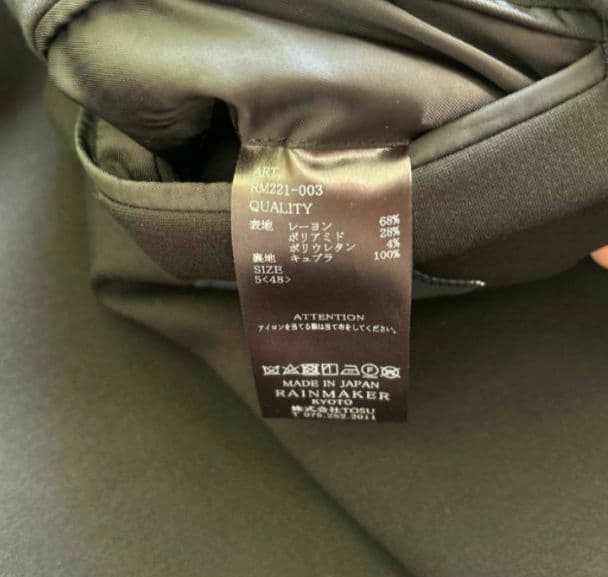 ART.
RM221-003
QUALITY
表地 レーヨン 68%
ポリアミド 28%
ポリウレタン 4%
裏地 キュプラ 100%
SIZE
5<48>
ATTENTION
アイロンを当てる際は当て布をしてください。
MADE IN JAPAN
RAINMAKER
KYOTO
株式会社TOSU
T 075.252.2011